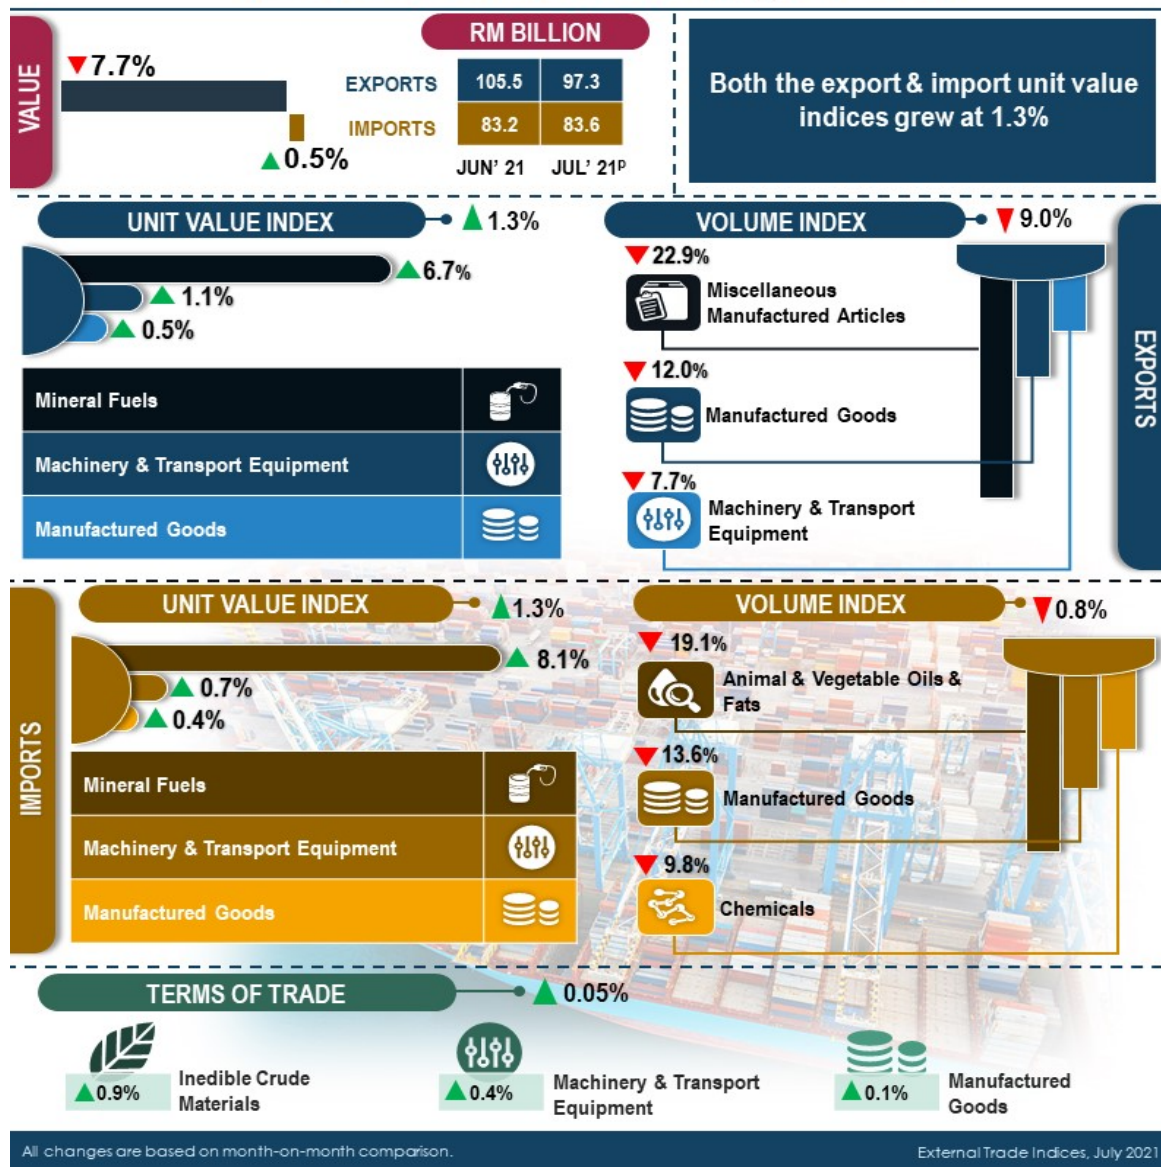 VALUE
▼7.7%
▲0.5%
RM BILLION
EXPORTS 105.5 97.3
IMPORTS 83.2 83.6
JUN' 21 JUL' 21ᵖ
Both the export & import unit value
indices grew at 1.3%
EXPORTS
UNIT VALUE INDEX ▲1.3%
▲6.7%
▲1.1%
▲0.5%
Mineral Fuels
Machinery & Transport Equipment
Manufactured Goods
VOLUME INDEX ▼9.0%
▼22.9%
Miscellaneous
Manufactured Articles
▼12.0%
Manufactured Goods
▼7.7%
Machinery & Transport
Equipment
IMPORTS
UNIT VALUE INDEX ▲1.3%
▲8.1%
▲0.7%
▲0.4%
Mineral Fuels
Machinery & Transport Equipment
Manufactured Goods
VOLUME INDEX ▼0.8%
▼19.1%
Animal & Vegetable Oils &
Fats
▼13.6%
Manufactured Goods
▼9.8%
Chemicals
TERMS OF TRADE ▲0.05%
▲0.9%
Inedible Crude
Materials
▲0.4%
Machinery & Transport
Equipment
▲0.1%
Manufactured
Goods
All changes are based on month-on-month comparison.
External Trade Indices, July 2021